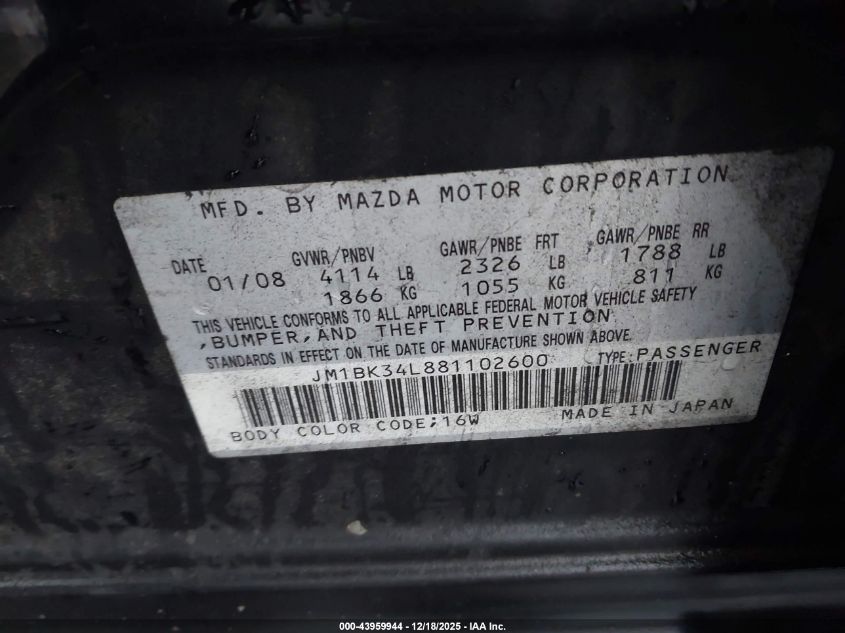 MFD. BY MAZDA MOTOR CORPORATION
DATE GVWR/PNBV GAWR/PNBE FRT GAWR/PNBE RR
01/08 4114 LB 2326 LB 1788 LB
1866 KG 1055 KG 811 KG
THIS VEHICLE CONFORMS TO ALL APPLICABLE FEDERAL MOTOR VEHICLE SAFETY
,BUMPER,AND THEFT PREVENTION
STANDARDS IN EFFECT ON THE DATE OF MANUFACTURE SHOWN ABOVE.
JM1BK34L881102600 TYPE:PASSENGER
BODY COLOR CODE;16W MADE IN JAPAN
000-43959944 - 12/18/2025 - IAA Inc.